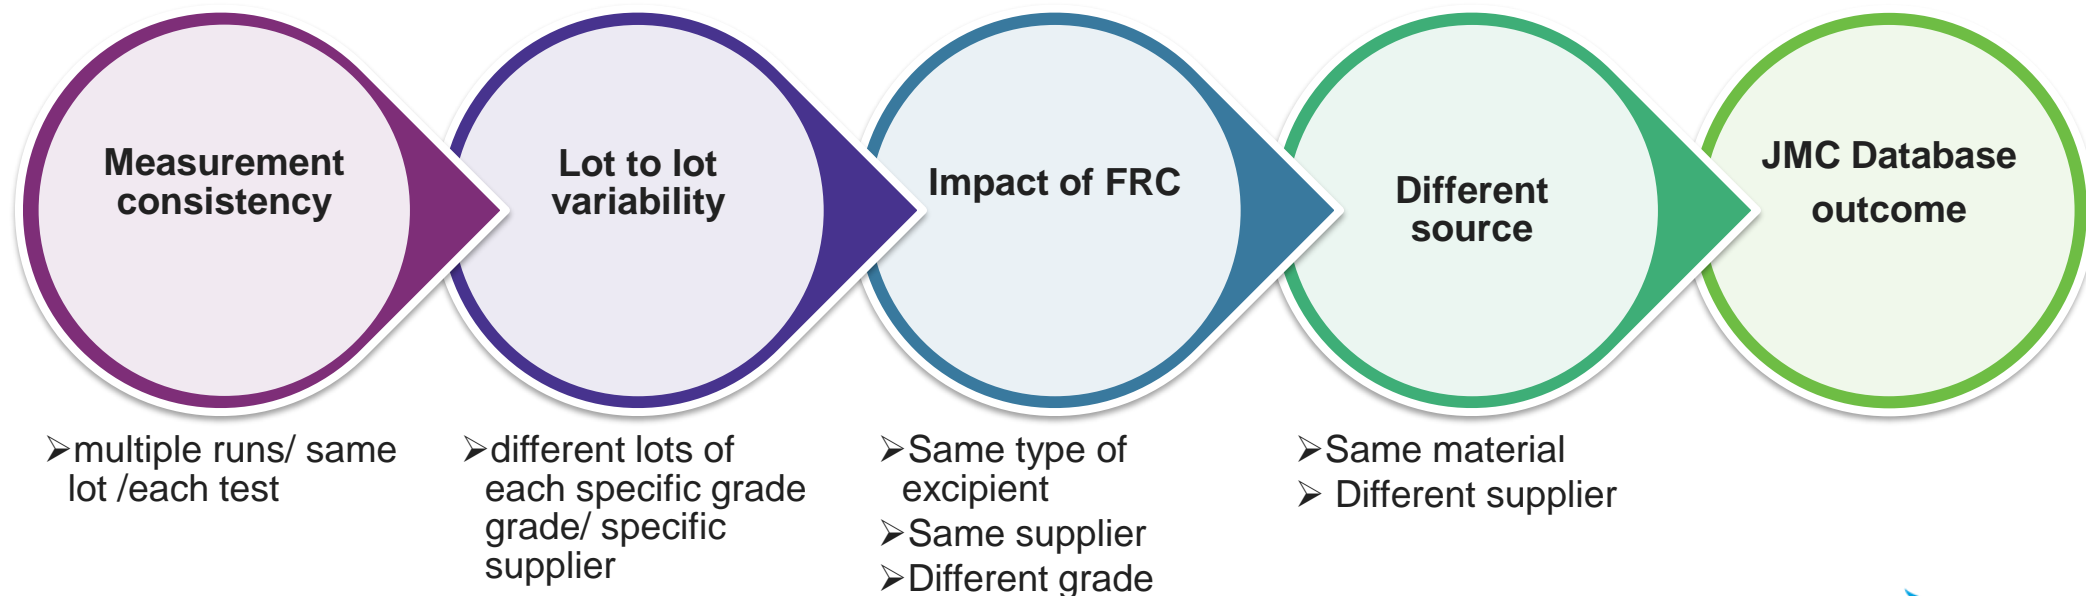 Measurement
consistency
➢multiple runs/ same
lot /each test
Lot to lot
variability
➢different lots of
each specific grade
grade/ specific
supplier
Impact of FRC
➢Same type of
excipient
➢Same supplier
➢Different grade
Different
source
➢Same material
➢ Different supplier
JMC Database
outcome